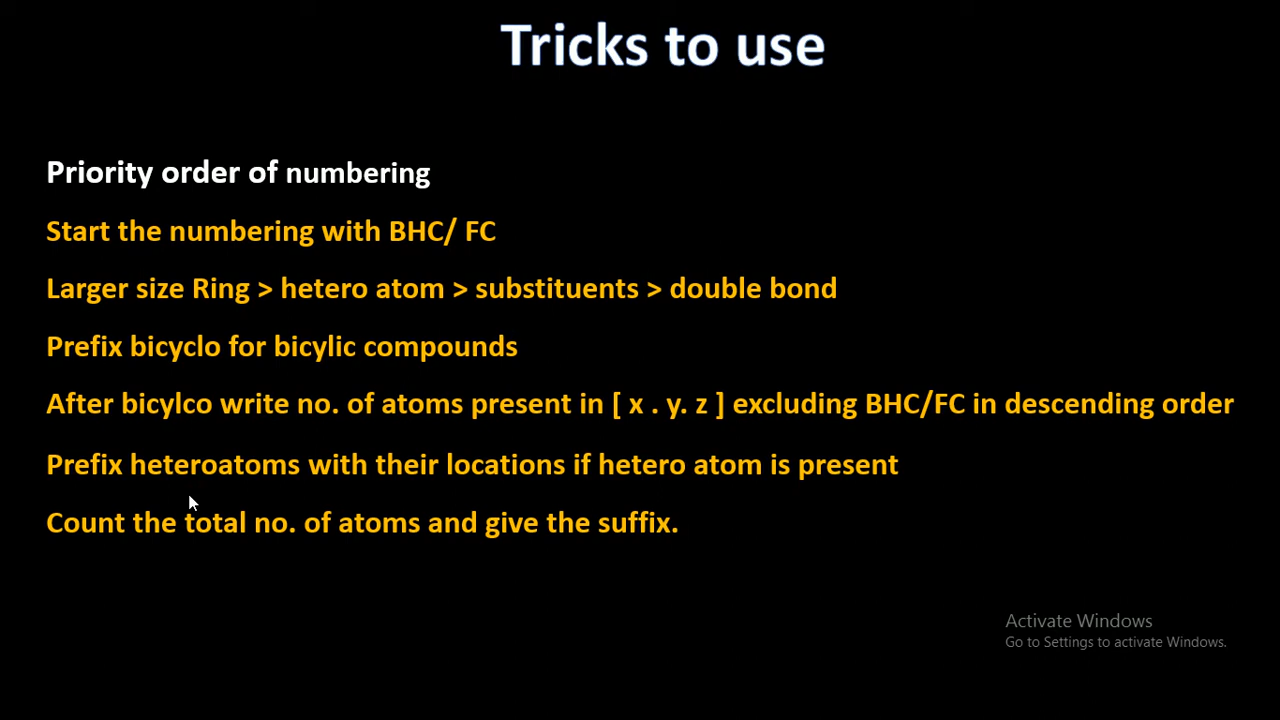 Tricks to use
Priority order of numbering
Start the numbering with BHC/ FC
Larger size Ring > hetero atom > substituents > double bond
Prefix bicyclo for bicylic compounds
After bicylco write no. of atoms present in [ x . y. z ] excluding BHC/FC in descending order
Prefix heteroatoms with their locations if hetero atom is present
Count the total no. of atoms and give the suffix.
Activate Windows
Go to Settings to activate Windows.